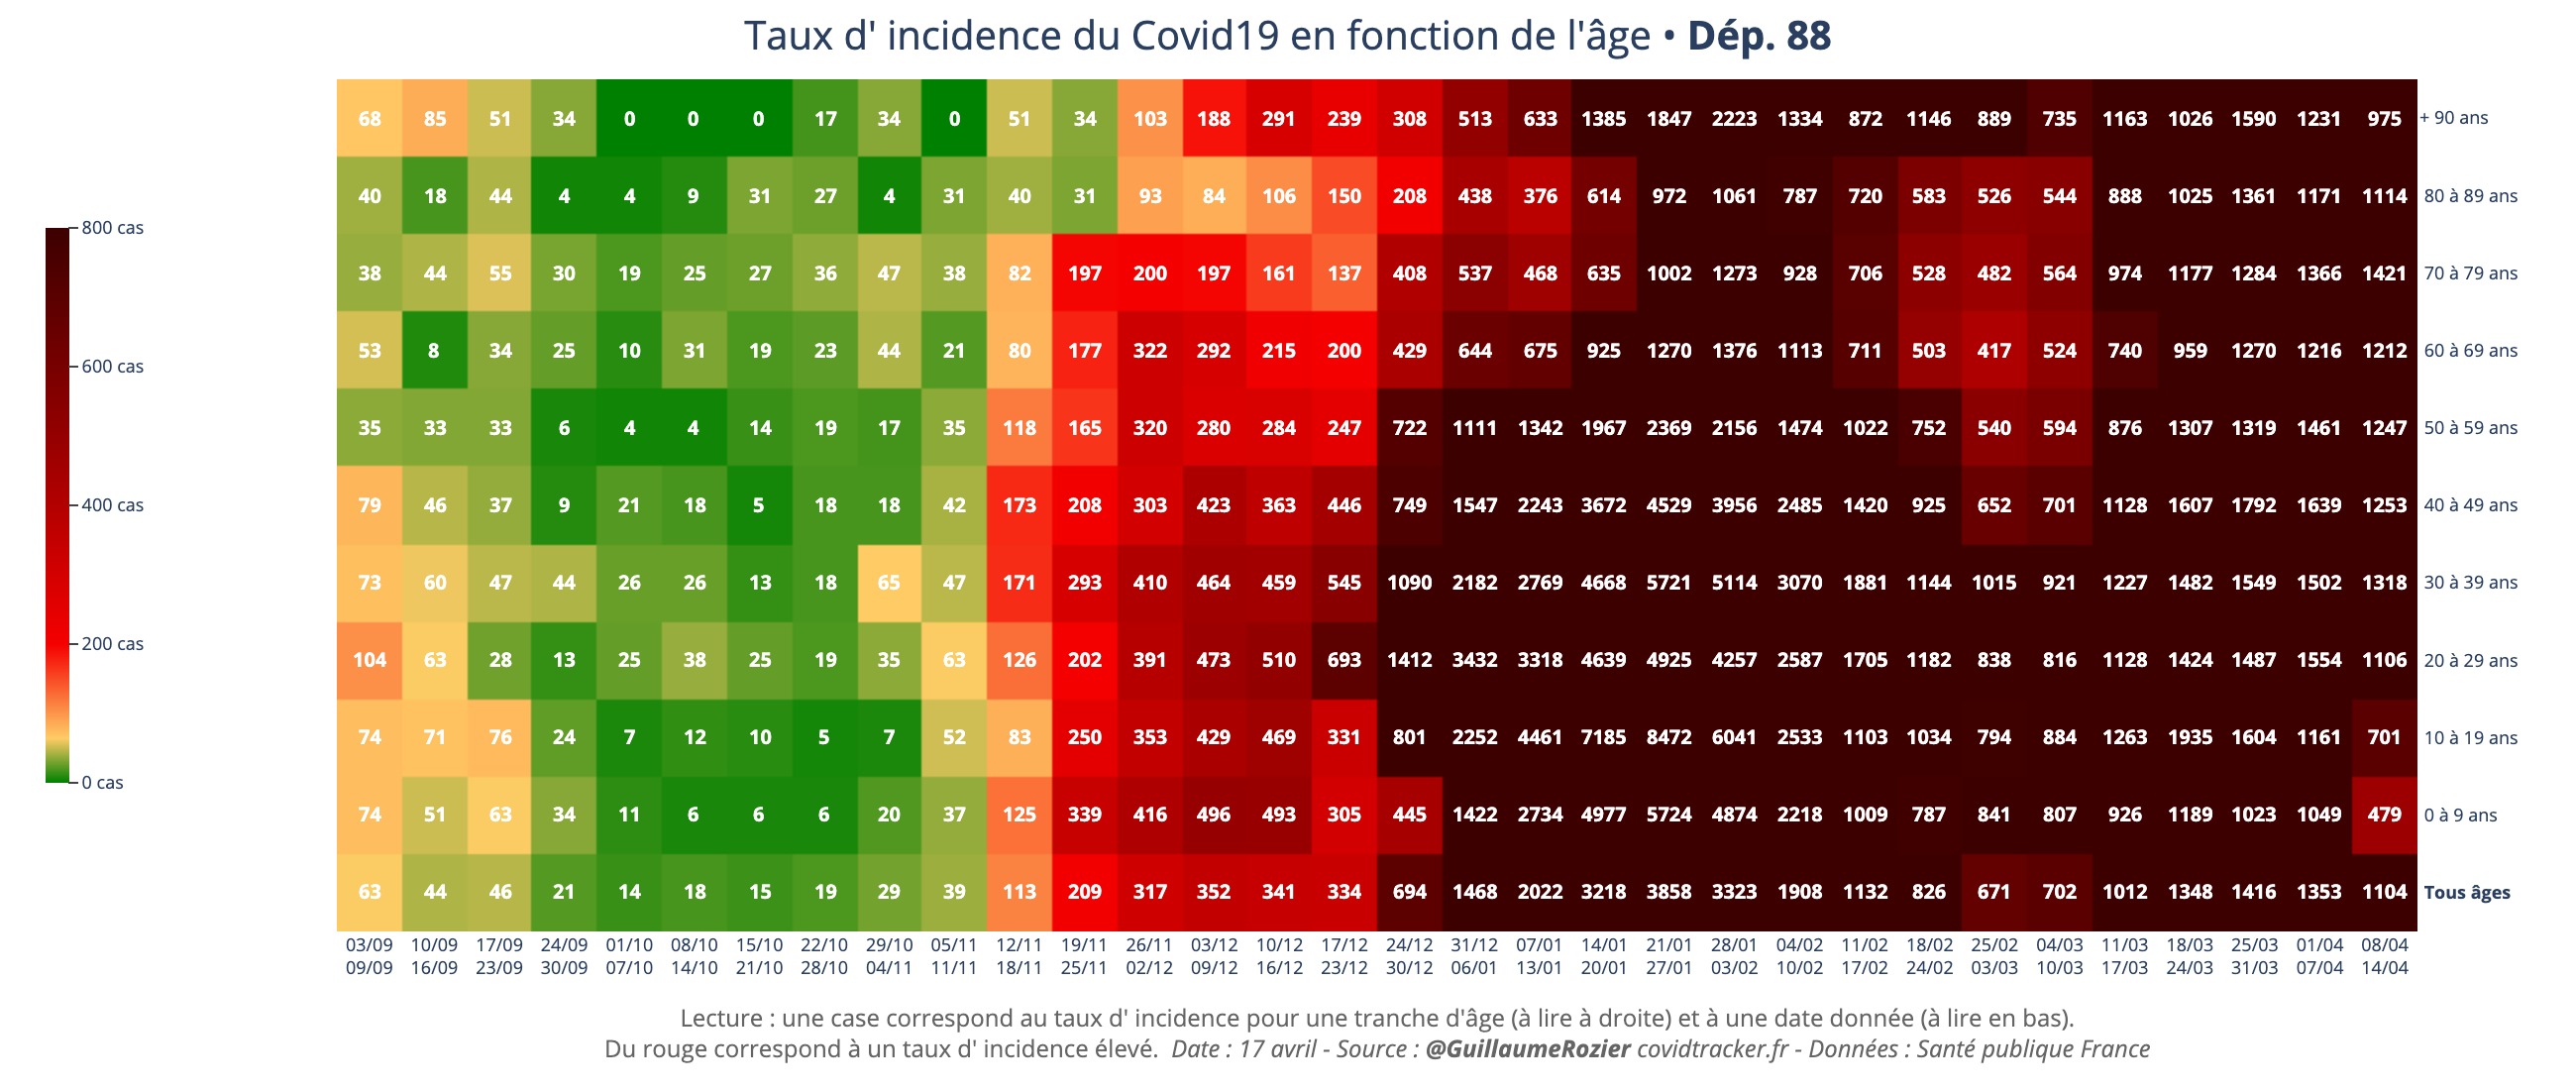 Taux d' incidence du Covid19 en fonction de l'âge • Dép. 88
800 cas
600 cas
400 cas
200 cas
0 cas
68 85 51 34 0 0 0 17 34 0 51 34 103 188 291 239 308 513 633 1385 1847 2223 1334 872 1146 889 735 1163 1026 1590 1231 975 + 90 ans
40 18 44 4 4 9 31 27 4 31 40 31 93 84 106 150 208 438 376 614 972 1061 787 720 583 526 544 888 1025 1361 1171 1114 80 à 89 ans
38 44 55 30 19 25 27 36 47 38 82 197 200 197 161 137 408 537 468 635 1002 1273 928 706 528 482 564 974 1177 1284 1366 1421 70 à 79 ans
53 8 34 25 10 31 19 23 44 21 80 177 322 292 215 200 429 644 675 925 1270 1376 1113 711 503 417 524 740 959 1270 1216 1212 60 à 69 ans
35 33 33 6 4 4 14 19 17 35 118 165 320 280 284 247 722 1111 1342 1967 2369 2156 1474 1022 752 540 594 876 1307 1319 1461 1247 50 à 59 ans
79 46 37 9 21 18 5 18 18 42 173 208 303 423 363 446 749 1547 2243 3672 4529 3956 2485 1420 925 652 701 1128 1607 1792 1639 1253 40 à 49 ans
73 60 47 44 26 26 13 18 65 47 171 293 410 464 459 545 1090 2182 2769 4668 5721 5114 3070 1881 1144 1015 921 1227 1482 1549 1502 1318 30 à 39 ans
104 63 28 13 25 38 25 19 35 63 126 202 391 473 510 693 1412 3432 3318 4639 4925 4257 2587 1705 1182 838 816 1128 1424 1487 1554 1106 20 à 29 ans
74 71 76 24 7 12 10 5 7 52 83 250 353 429 469 331 801 2252 4461 7185 8472 6041 2533 1103 1034 794 884 1263 1935 1604 1161 701 10 à 19 ans
74 51 63 34 11 6 6 6 20 37 125 339 416 496 493 305 445 1422 2734 4977 5724 4874 2218 1009 787 841 807 926 1189 1023 1049 479 0 à 9 ans
63 44 46 21 14 18 15 19 29 39 113 209 317 352 341 334 694 1468 2022 3218 3858 3323 1908 1132 826 671 702 1012 1348 1416 1353 1104 Tous âges
03/09 10/09 17/09 24/09 01/10 08/10 15/10 22/10 29/10 05/11 12/11 19/11 26/11 03/12 10/12 17/12 24/12 31/12 07/01 14/01 21/01 28/01 04/02 11/02 18/02 25/02 04/03 11/03 18/03 25/03 01/04 08/04
09/09 16/09 23/09 30/09 07/10 14/10 21/10 28/10 04/11 11/11 18/11 25/11 02/12 09/12 16/12 23/12 30/12 06/01 13/01 20/01 27/01 03/02 10/02 17/02 24/02 03/03 10/03 17/03 24/03 31/03 07/04 14/04
Lecture : une case correspond au taux d' incidence pour une tranche d'âge (à lire à droite) et à une date donnée (à lire en bas).
Du rouge correspond à un taux d' incidence élevé. Date : 17 avril - Source : @GuillaumeRozier covidtracker.fr - Données : Santé publique France